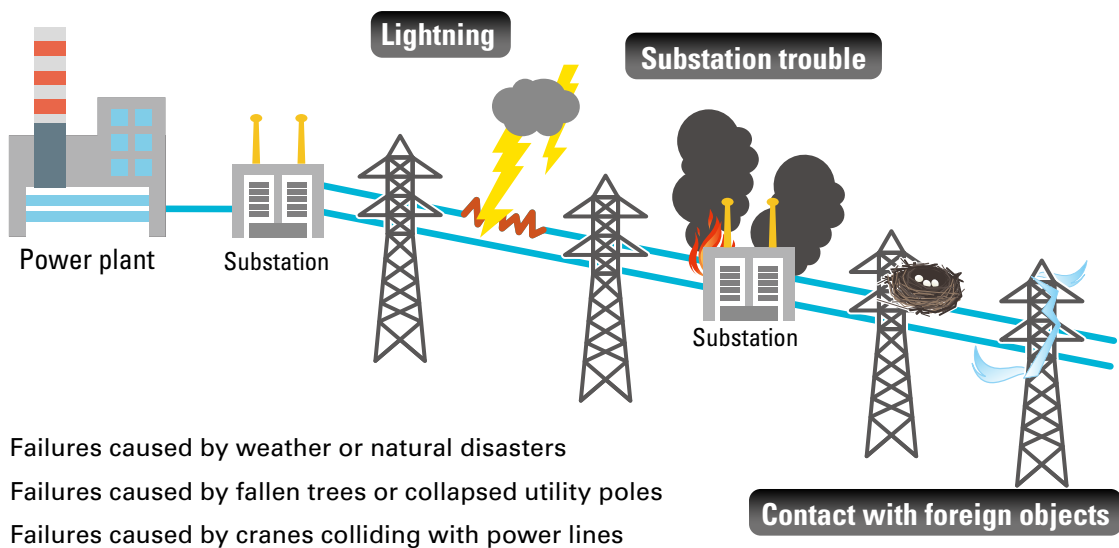 Lightning
Substation trouble
Power plant
Substation
Substation
Failures caused by weather or natural disasters
Failures caused by fallen trees or collapsed utility poles
Failures caused by cranes colliding with power lines
Contact with foreign objects